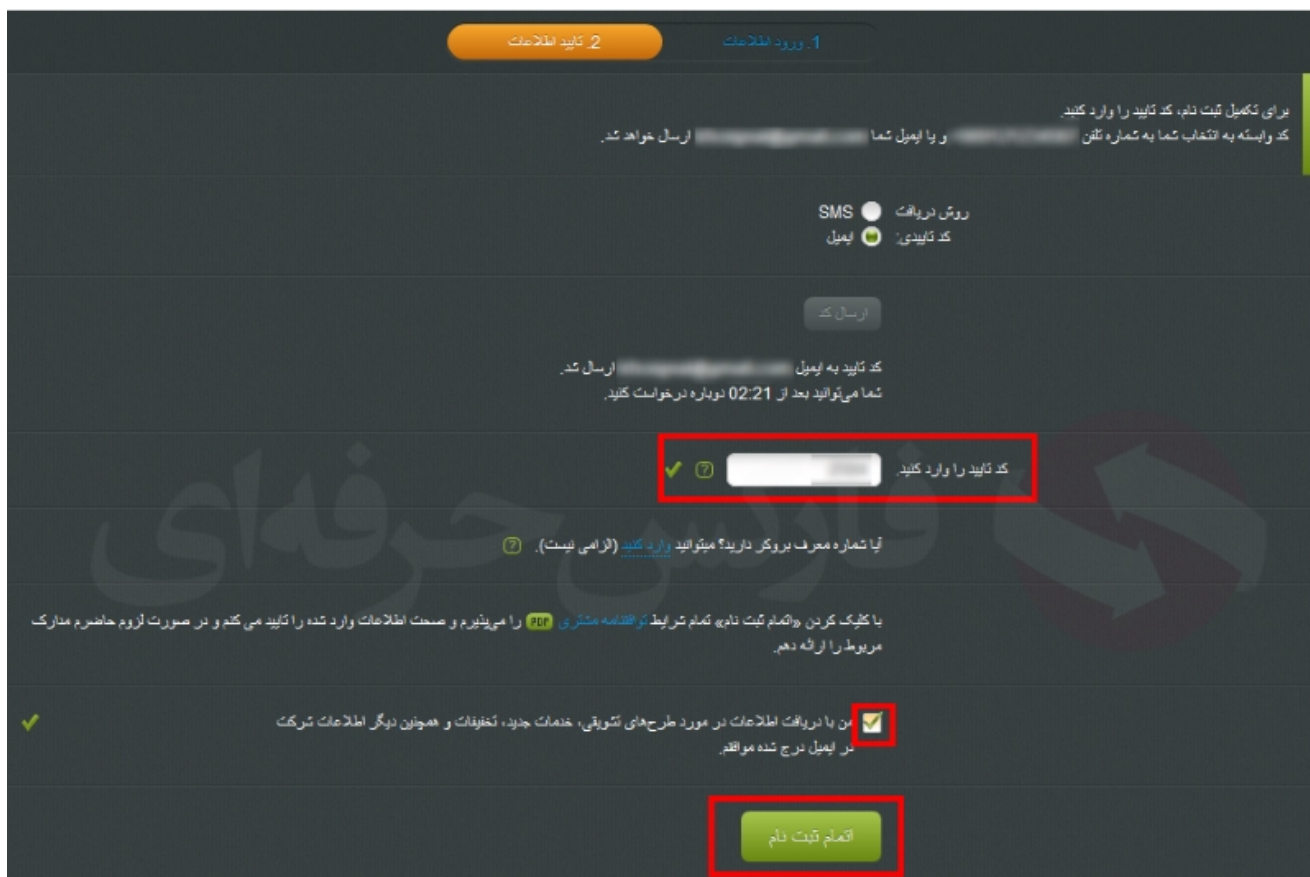 1. ورود اطلاعات
2. تایید اطلاعات
برای تکمیل ثبت نام، کد تایید را وارد کنید.
کد وابسته به انتخاب شما به شماره تلفن و یا ایمیل شما ارسال خواهد شد.
روش دریافت SMS
کد تاییدی: ایمیل
ارسال کد
کد تایید به ایمیل ارسال شد.
شما می‌توانید بعد از 02:21 دوباره درخواست کنید.
کد تایید را وارد کنید.
فارکس حرفه‌ای
آیا شماره معرف بروکر دارید؟ میتوانید وارد کنید (الزامی نیست).
با کلیک کردن «اتمام ثبت نام» تمام شرایط توافقنامه مشتری PDF را می‌پذیرم و صحت اطلاعات وارد شده را تایید می کنم و در صورت لزوم حاضرم مدارک
مربوط را ارائه دهم.
من با دریافت اطلاعات در مورد طرح‌های تشویقی، خدمات جدید، تخفیفات و همچنین دیگر اطلاعات شرکت
در ایمیل درج شده موافقم.
اتمام ثبت نام